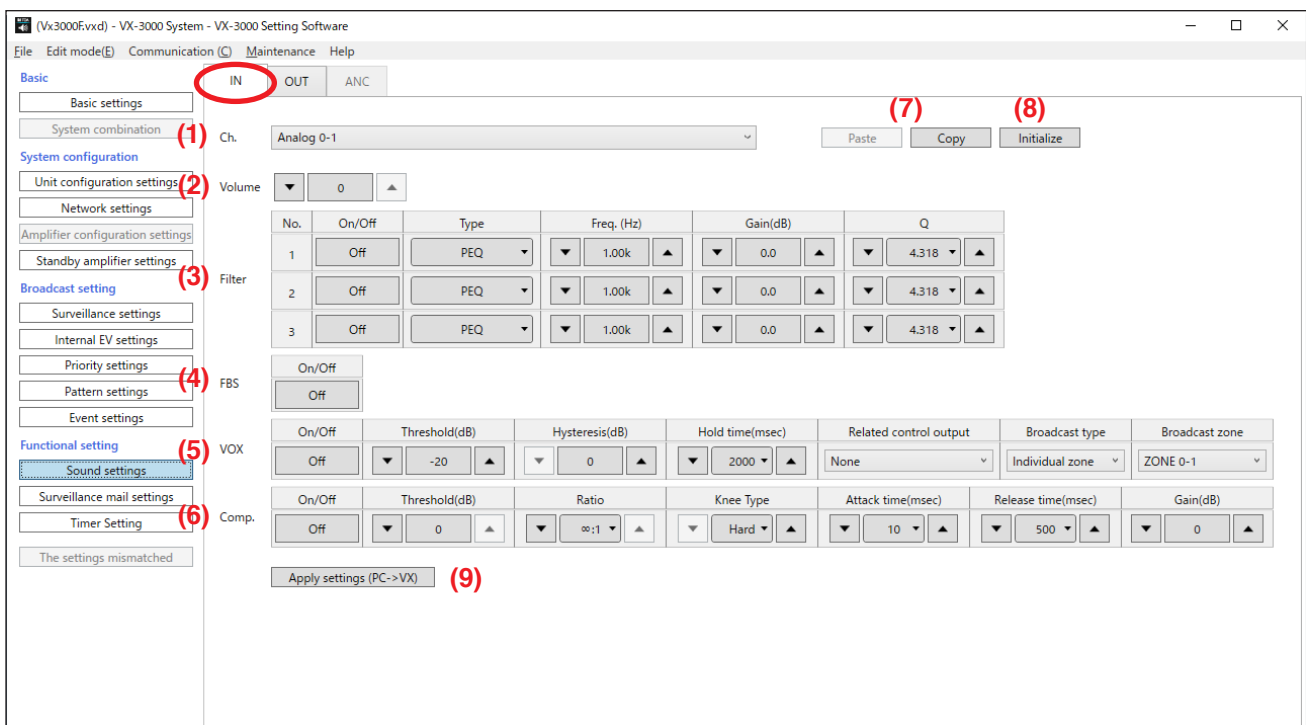 (Vx3000F.vxd) - VX-3000 System - VX-3000 Setting Software
File Edit mode(E) Communication (C) Maintenance Help
Basic
Basic settings
System combination
System configuration
Unit configuration settings
Network settings
Amplifier configuration settings
Standby amplifier settings
Broadcast setting
Surveillance settings
Internal EV settings
Priority settings
Pattern settings
Event settings
Functional setting
Sound settings
Surveillance mail settings
Timer Setting
The settings mismatched
IN OUT ANC
(7) (8)
(1) Ch. Analog 0-1 Paste Copy Initialize
(2) Volume 0
No. On/Off Type Freq. (Hz) Gain(dB) Q
1 Off PEQ 1.00k 0.0 4.318
(3) Filter
2 Off PEQ 1.00k 0.0 4.318
3 Off PEQ 1.00k 0.0 4.318
On/Off
(4) FBS
Off
On/Off Threshold(dB) Hysteresis(dB) Hold time(msec) Related control output Broadcast type Broadcast zone
(5) VOX
Off -20 0 2000 None Individual zone ZONE 0-1
On/Off Threshold(dB) Ratio Knee Type Attack time(msec) Release time(msec) Gain(dB)
(6) Comp.
Off 0 ∞:1 Hard 10 500 0
Apply settings (PC->VX) (9)